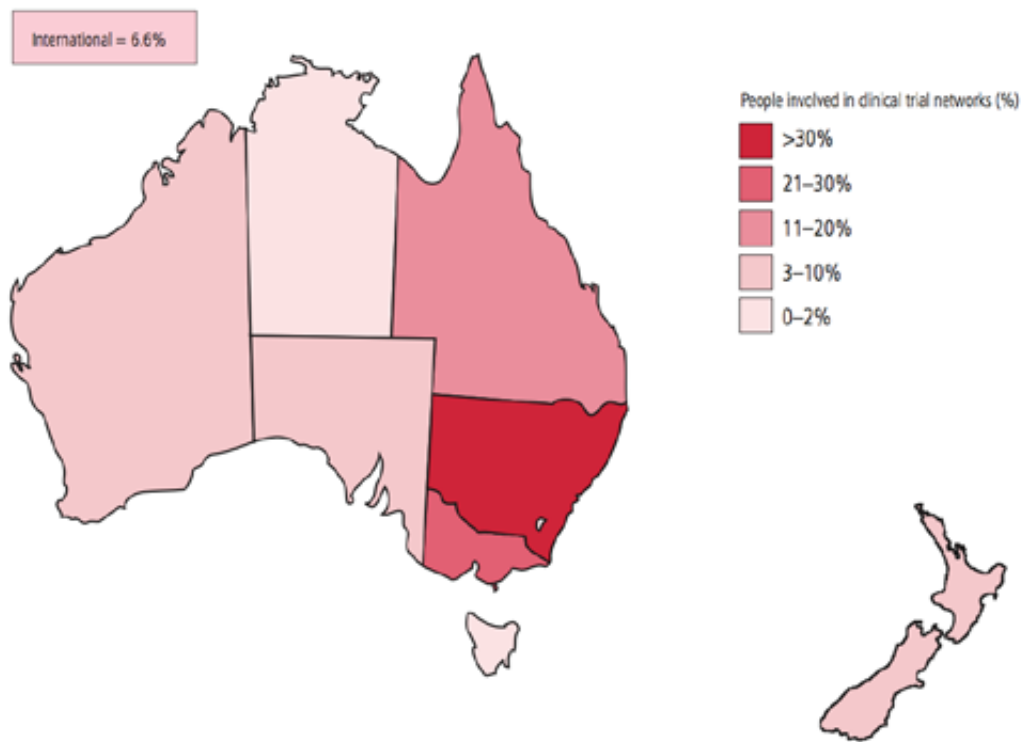 International = 6.6%
People involved in clinical trial networks (%)
>30%
21–30%
11–20%
3–10%
0–2%